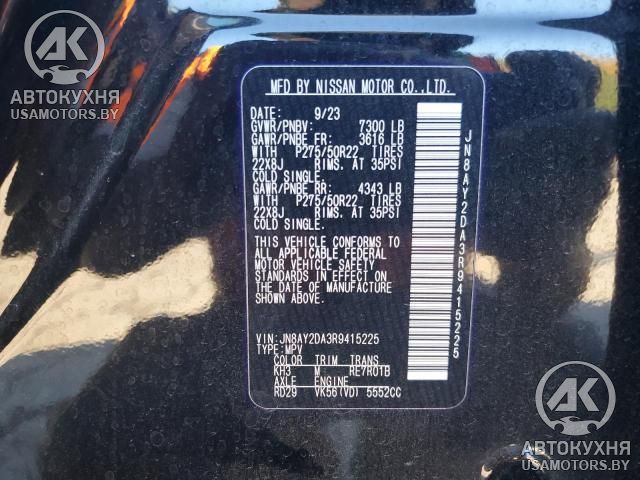 AK
АВТОКУХНЯ
USAMOTORS.BY
MFD BY NISSAN MOTOR CO.,LTD.
DATE: 9/23
GVWR/PNBV: 7300 LB
GAWR/PNBE FR: 3616 LB
WITH P275/50R22 TIRES
22X8J RIMS. AT 35PSI
COLD SINGLE.
GAWR/PNBE RR: 4343 LB
WITH P275/50R22 TIRES
22X8J RIMS. AT 35PSI
COLD SINGLE.
THIS VEHICLE CONFORMS TO
ALL APPLICABLE FEDERAL
MOTOR VEHICLE SAFETY
STANDARDS IN EFFECT ON
THE DATE OF MANUFACTURE
SHOWN ABOVE.
VIN: JN8AY2DA3R9415225
TYPE: MPV
COLOR TRIM TRANS
KH3 M RE7R01B
AXLE ENGINE
RD29 VK56(VD) 5552CC
JN8AY2DA3R9415225
AK
АВТОКУХНЯ
USAMOTORS.BY